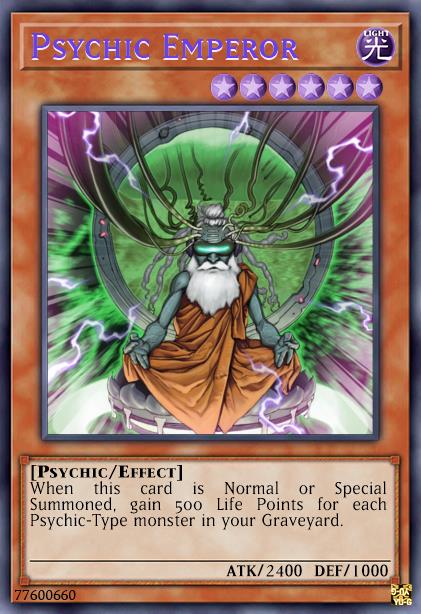 PSYCHIC EMPEROR
LIGHT
光
[PSYCHIC/EFFECT]
When this card is Normal or Special
Summoned, gain 500 Life Points for each
Psychic-Type monster in your Graveyard.
ATK/2400 DEF/1000
77600660